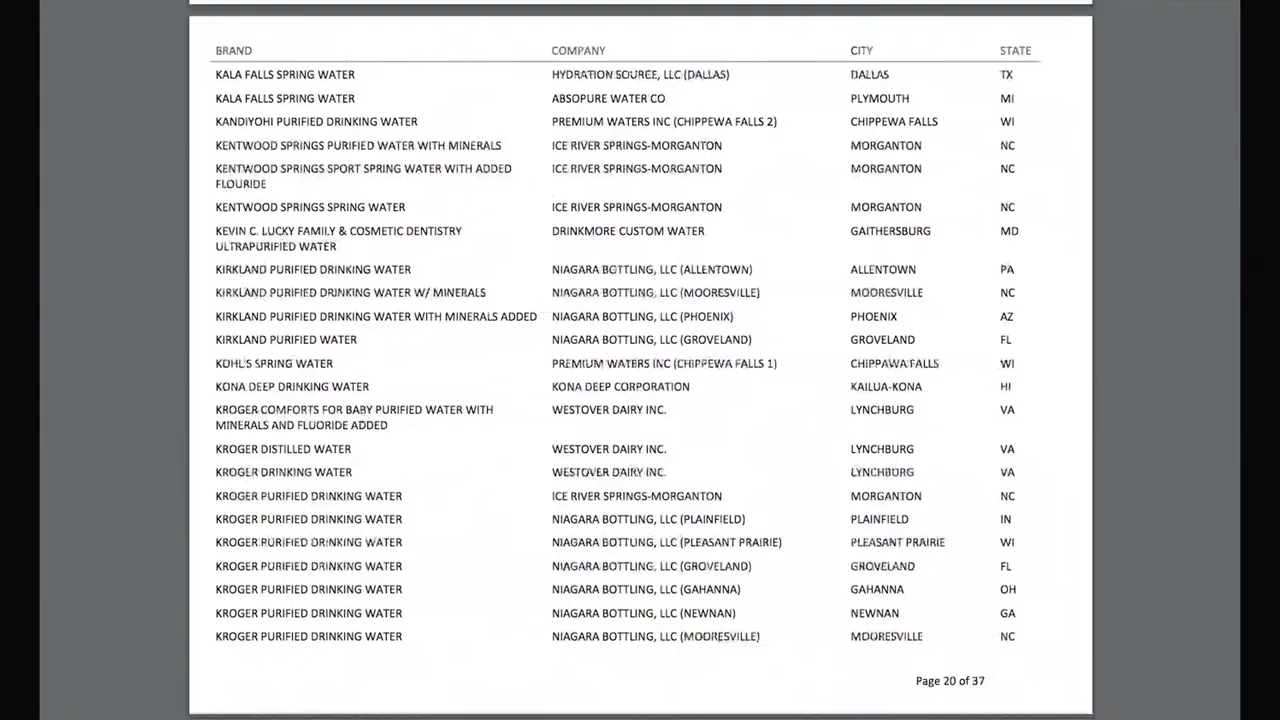 BRAND COMPANY CITY STATE
KALA FALLS SPRING WATER HYDRATION SOURCE, LLC (DALLAS) DALLAS TX
KALA FALLS SPRING WATER ABSOPURE WATER CO PLYMOUTH MI
KANDIYOHI PURIFIED DRINKING WATER PREMIUM WATERS INC (CHIPPEWA FALLS 2) CHIPPEWA FALLS WI
KENTWOOD SPRINGS PURIFIED WATER WITH MINERALS ICE RIVER SPRINGS-MORGANTON MORGANTON NC
KENTWOOD SPRINGS SPORT SPRING WATER WITH ADDED ICE RIVER SPRINGS-MORGANTON MORGANTON NC
FLOURIDE
KENTWOOD SPRINGS SPRING WATER ICE RIVER SPRINGS-MORGANTON MORGANTON NC
KEVIN C. LUCKY FAMILY & COSMETIC DENTISTRY DRINKMORE CUSTOM WATER GAITHERSBURG MD
ULTRAPURIFIED WATER
KIRKLAND PURIFIED DRINKING WATER NIAGARA BOTTLING, LLC (ALLENTOWN) ALLENTOWN PA
KIRKLAND PURIFIED DRINKING WATER W/ MINERALS NIAGARA BOTTLING, LLC (MOORESVILLE) MOORESVILLE NC
KIRKLAND PURIFIED DRINKING WATER WITH MINERALS ADDED NIAGARA BOTTLING, LLC (PHOENIX) PHOENIX AZ
KIRKLAND PURIFIED WATER NIAGARA BOTTLING, LLC (GROVELAND) GROVELAND FL
KOHL'S SPRING WATER PREMIUM WATERS INC (CHIPPEWA FALLS 1) CHIPPAWA FALLS WI
KONA DEEP DRINKING WATER KONA DEEP CORPORATION KAILUA-KONA HI
KROGER COMFORTS FOR BABY PURIFIED WATER WITH WESTOVER DAIRY INC. LYNCHBURG VA
MINERALS AND FLUORIDE ADDED
KROGER DISTILLED WATER WESTOVER DAIRY INC. LYNCHBURG VA
KROGER DRINKING WATER WESTOVER DAIRY INC. LYNCHBURG VA
KROGER PURIFIED DRINKING WATER ICE RIVER SPRINGS-MORGANTON MORGANTON NC
KROGER PURIFIED DRINKING WATER NIAGARA BOTTLING, LLC (PLAINFIELD) PLAINFIELD IN
KROGER PURIFIED DRINKING WATER NIAGARA BOTTLING, LLC (PLEASANT PRAIRIE) PLEASANT PRAIRIE WI
KROGER PURIFIED DRINKING WATER NIAGARA BOTTLING, LLC (GROVELAND) GROVELAND FL
KROGER PURIFIED DRINKING WATER NIAGARA BOTTLING, LLC (GAHANNA) GAHANNA OH
KROGER PURIFIED DRINKING WATER NIAGARA BOTTLING, LLC (NEWNAN) NEWNAN GA
KROGER PURIFIED DRINKING WATER NIAGARA BOTTLING, LLC (MOORESVILLE) MOORESVILLE NC
Page 20 of 37